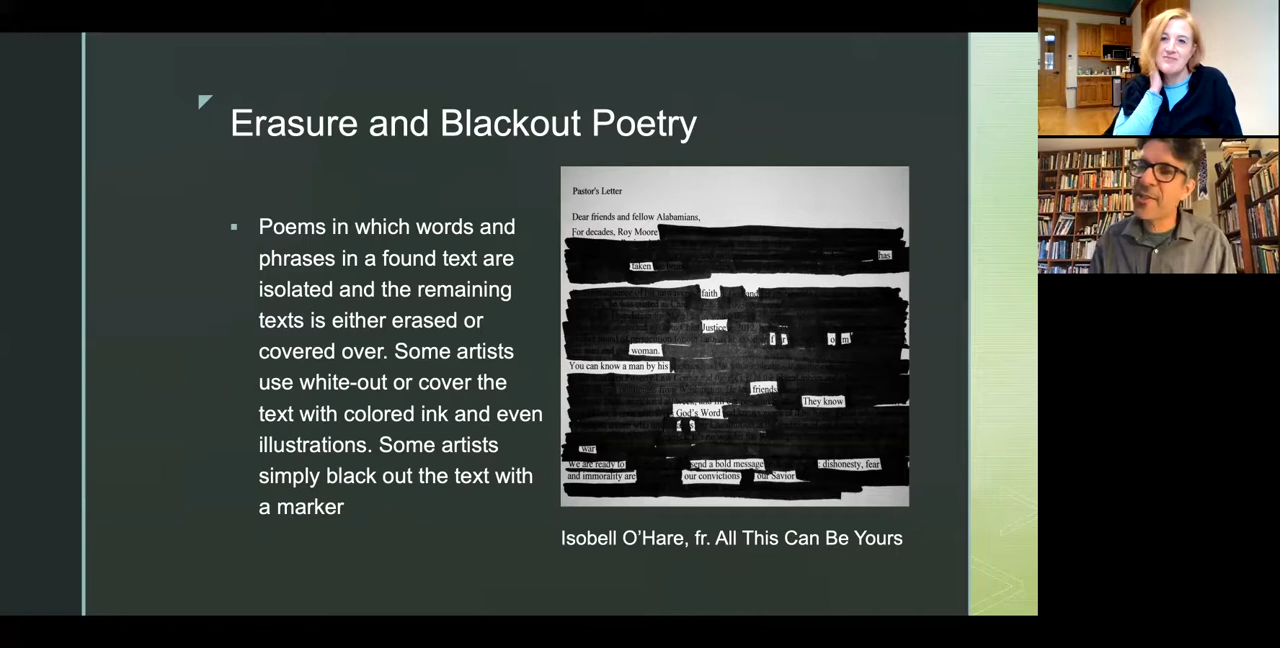 Erasure and Blackout Poetry
Poems in which words and
phrases in a found text are
isolated and the remaining
texts is either erased or
covered over. Some artists
use white-out or cover the
text with colored ink and even
illustrations. Some artists
simply black out the text with
a marker
Pastor's Letter
Dear friends and fellow Alabamians,
For decades, Roy Moore
has
taken
faith
Justice
f r o m
woman.
You can know a man by his
friends
They know
God's Word
is
war
We are ready to send a bold message : dishonesty, fear
and immorality are our convictions our Savior
Isobell O'Hare, fr. All This Can Be Yours